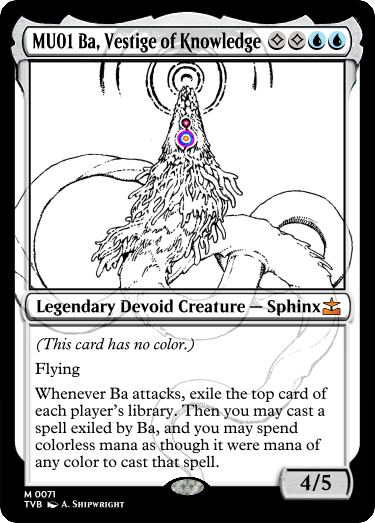 MU01 Ba, Vestige of Knowledge
Legendary Devoid Creature — Sphinx
(This card has no color.)
Flying
Whenever Ba attacks, exile the top card of
each player's library. Then you may cast a
spell exiled by Ba, and you may spend
colorless mana as though it were mana of
any color to cast that spell.
4/5
M 0071
TVB A. Shipwright